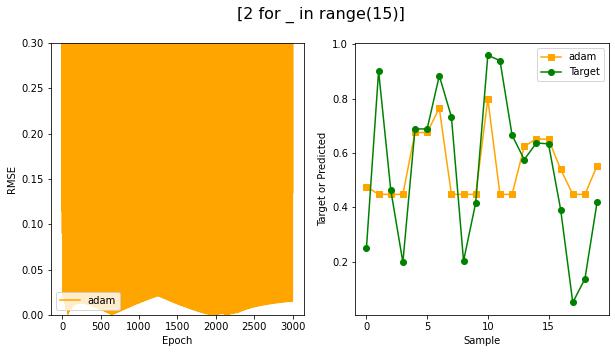 [2 for _ in range(15)]
RMSE
0.30
0.25
0.20
0.15
0.10
0.05
0.00
adam
0 500 1000 1500 2000 2500 3000
Epoch
Target or Predicted
1.0
0.8
0.6
0.4
0.2
adam
Target
0 5 10 15
Sample